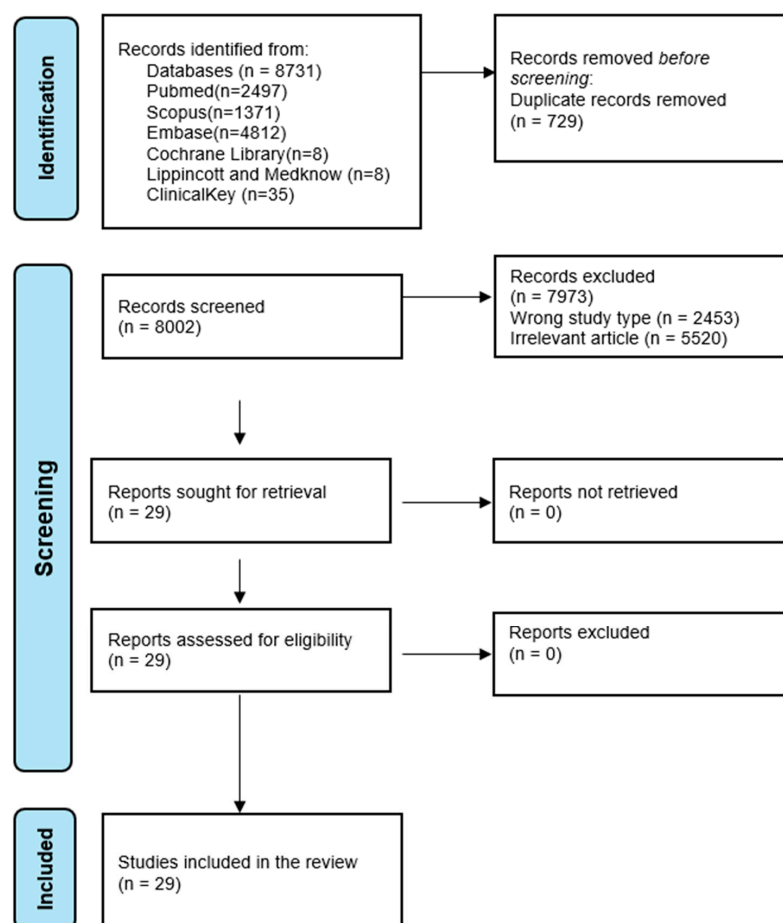 Identification
Records identified from:
Databases (n = 8731)
Pubmed(n=2497)
Scopus(n=1371)
Embase(n=4812)
Cochrane Library(n=8)
Lippincott and Medknow (n=8)
ClinicalKey (n=35)
Records removed before
screening:
Duplicate records removed
(n = 729)
Screening
Records screened
(n = 8002)
Records excluded
(n = 7973)
Wrong study type (n = 2453)
Irrelevant article (n = 5520)
Reports sought for retrieval
(n = 29)
Reports not retrieved
(n = 0)
Reports assessed for eligibility
(n = 29)
Reports excluded
(n = 0)
Included
Studies included in the review
(n = 29)